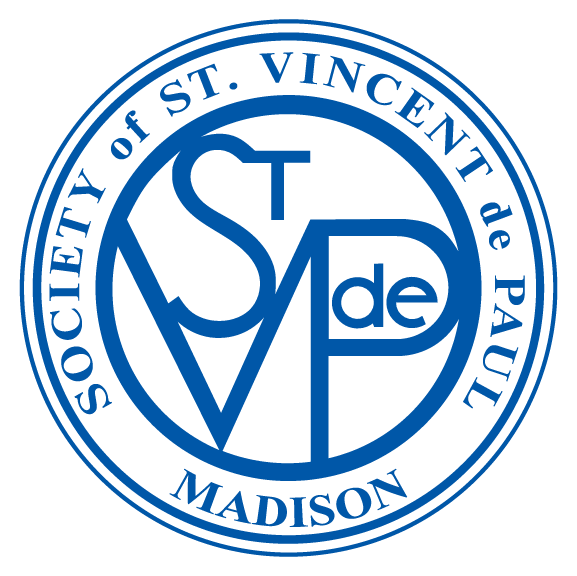 SOCIETY of ST. VINCENT de PAUL
ST
V de P
MADISON